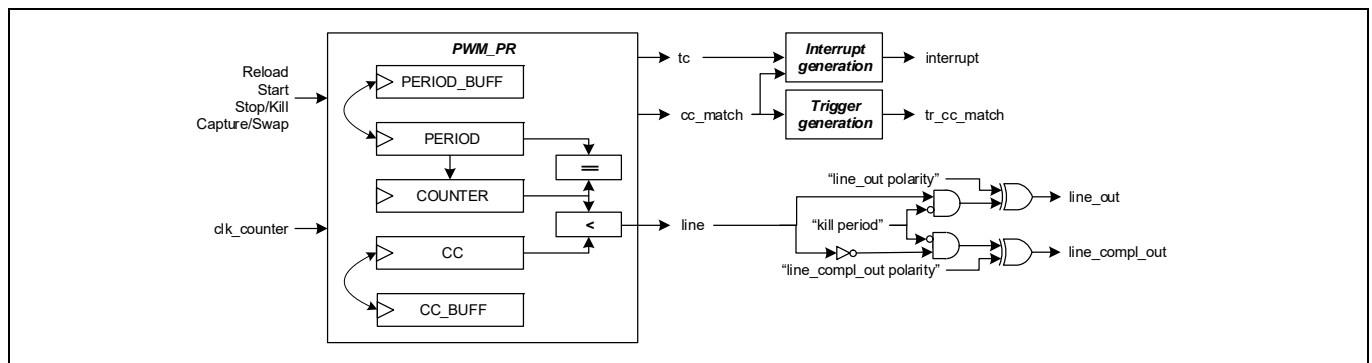 PWM_PR
Reload
Start
Stop/Kill
Capture/Swap
clk_counter
PERIOD_BUFF
PERIOD
COUNTER
CC
CC_BUFF
==
<
tc
cc_match
line
Interrupt
generation
interrupt
Trigger
generation
tr_cc_match
“line_out polarity”
line_out
“kill period”
line_compl_out
“line_compl_out polarity”